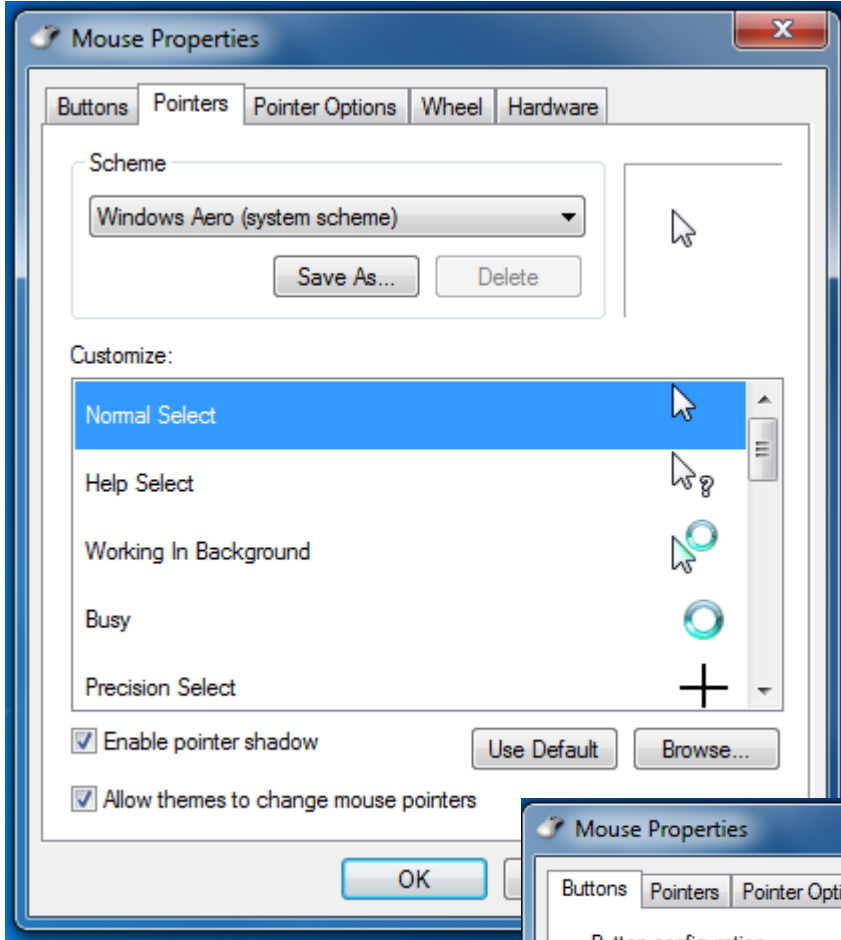 Mouse Properties
Buttons Pointers Pointer Options Wheel Hardware
Scheme
Windows Aero (system scheme)
Save As... Delete
Customize:
Normal Select
Help Select
Working In Background
Busy
Precision Select
Enable pointer shadow
Use Default Browse...
Allow themes to change mouse pointers
OK
Mouse Properties
Buttons Pointers Pointer Opti